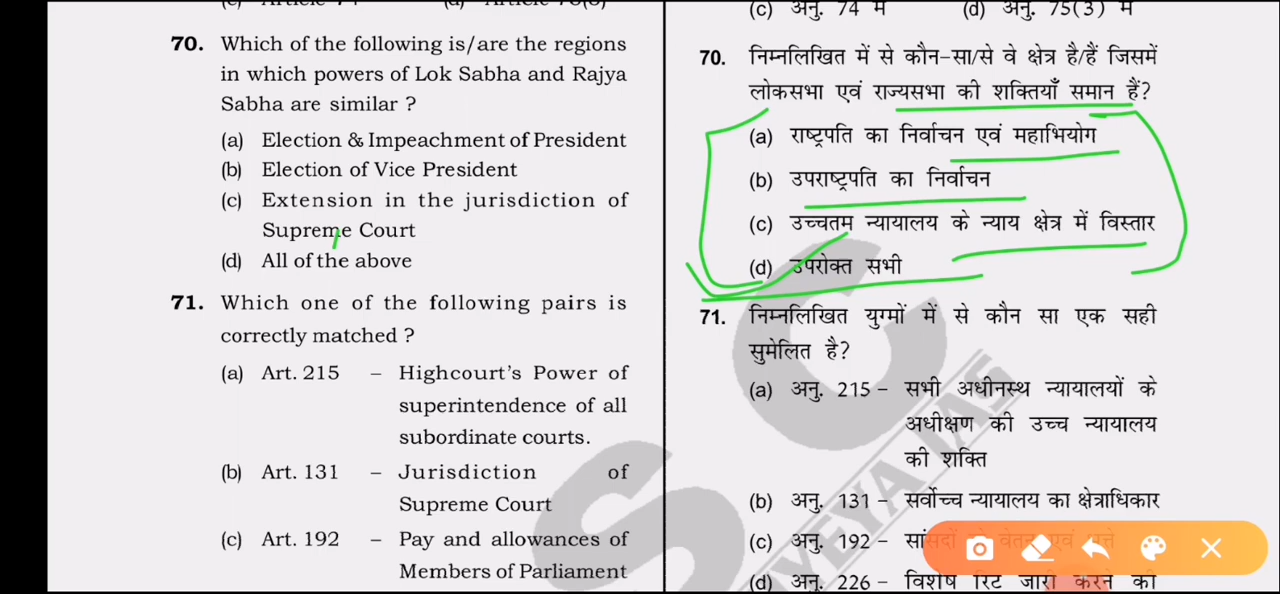 70. Which of the following is/are the regions
in which powers of Lok Sabha and Rajya
Sabha are similar ?
(a) Election & Impeachment of President
(b) Election of Vice President
(c) Extension in the jurisdiction of
Supreme Court
(d) All of the above
71. Which one of the following pairs is
correctly matched ?
(a) Art. 215 – Highcourt's Power of
superintendence of all
subordinate courts.
(b) Art. 131 – Jurisdiction of
Supreme Court
(c) Art. 192 – Pay and allowances of
Members of Parliament
(c) अनु. 74 में (d) अनु. 75(3) में
70. निम्नलिखित में से कौन-सा/से वे क्षेत्र है/हैं जिसमें
लोकसभा एवं राज्यसभा की शक्तियाँ समान हैं?
(a) राष्ट्रपति का निर्वाचन एवं महाभियोग
(b) उपराष्ट्रपति का निर्वाचन
(c) उच्चतम न्यायालय के न्याय क्षेत्र में विस्तार
(d) उपरोक्त सभी
71. निम्नलिखित युग्मों में से कौन सा एक सही
सुमेलित है?
(a) अनु. 215 – सभी अधीनस्थ न्यायालयों के
अधीक्षण की उच्च न्यायालय
की शक्ति
(b) अनु. 131 – सर्वोच्च न्यायालय का क्षेत्राधिकार
(c) अनु. 192 – सांसदों के वेतन एवं भत्ते
(d) अनु. 226 – विशेष रिट जारी करने की